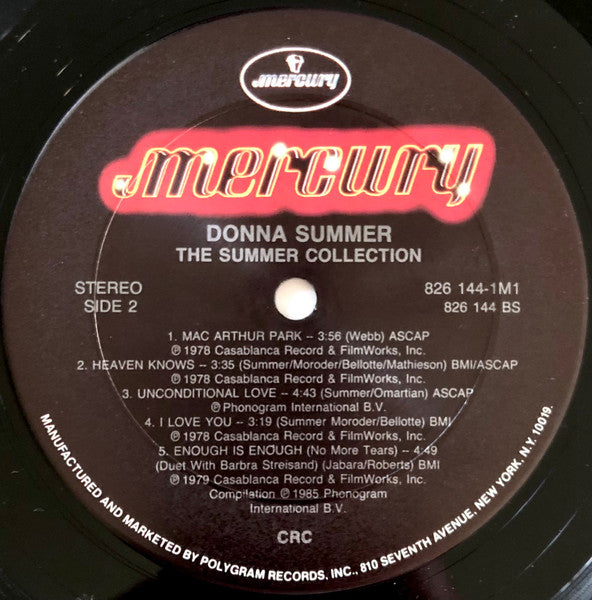 mercury
mercury
DONNA SUMMER
THE SUMMER COLLECTION
STEREO
SIDE 2
826 144-1M1
826 144 BS
1. MAC ARTHUR PARK -- 3:56 (Webb) ASCAP
℗ 1978 Casablanca Record & FilmWorks, Inc.
2. HEAVEN KNOWS -- 3:35 (Summer/Moroder/Bellotte/Mathieson) BMI/ASCAP
℗ 1978 Casablanca Record & FilmWorks, Inc.
3. UNCONDITIONAL LOVE -- 4:43 (Summer/Omartian) ASCAP
℗ Phonogram International B.V.
4. I LOVE YOU -- 3:19 (Summer Moroder/Bellotte) BMI
℗ 1978 Casablanca Record & FilmWorks, Inc.
5. ENOUGH IS ENOUGH (No More Tears) -- 4:49
(Duet With Barbra Streisand) (Jabara/Roberts) BMI
℗ 1979 Casablanca Record & FilmWorks, Inc.
Compilation ℗ 1985 Phonogram
International B.V.
CRC
MANUFACTURED AND MARKETED BY POLYGRAM RECORDS, INC., 810 SEVENTH AVENUE, NEW YORK, N.Y. 10019.